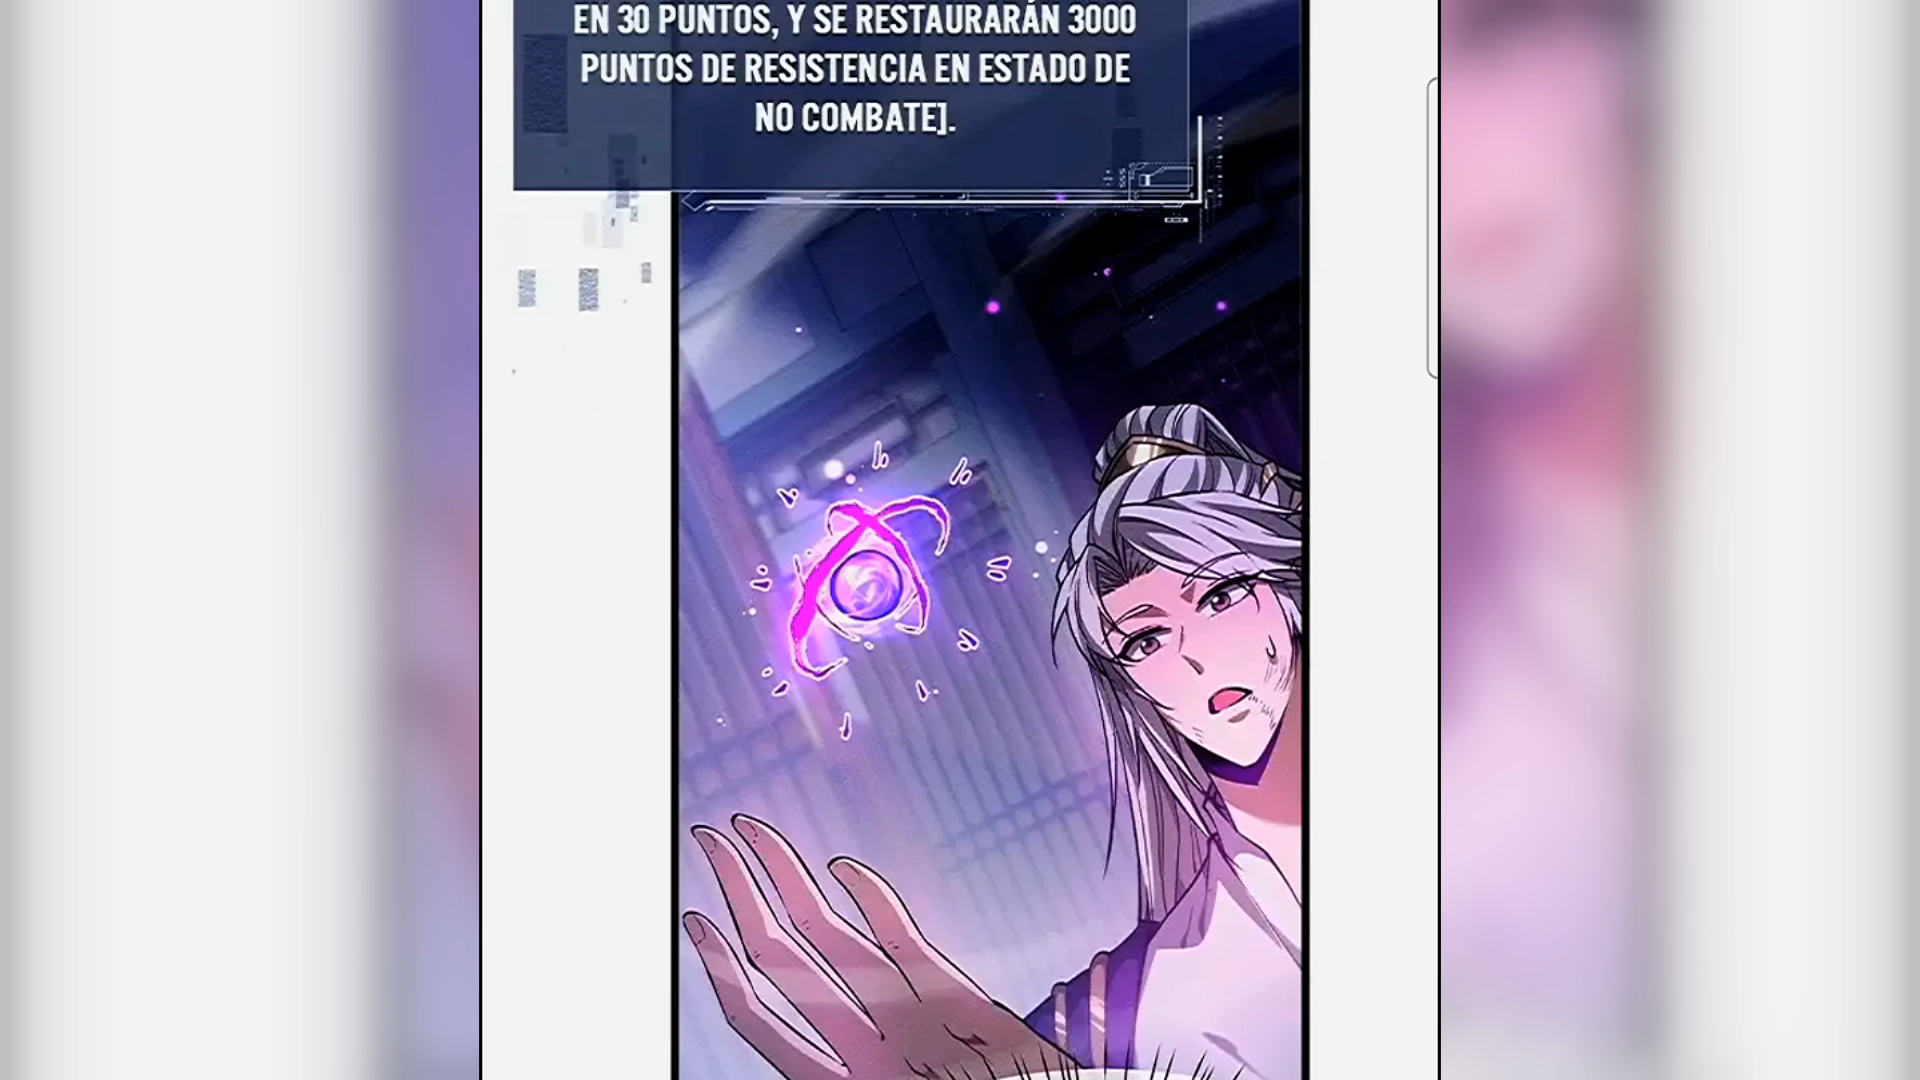 EN 30 PUNTOS, Y SE RESTAURARÁN 3000
PUNTOS DE RESISTENCIA EN ESTADO DE
NO COMBATE].